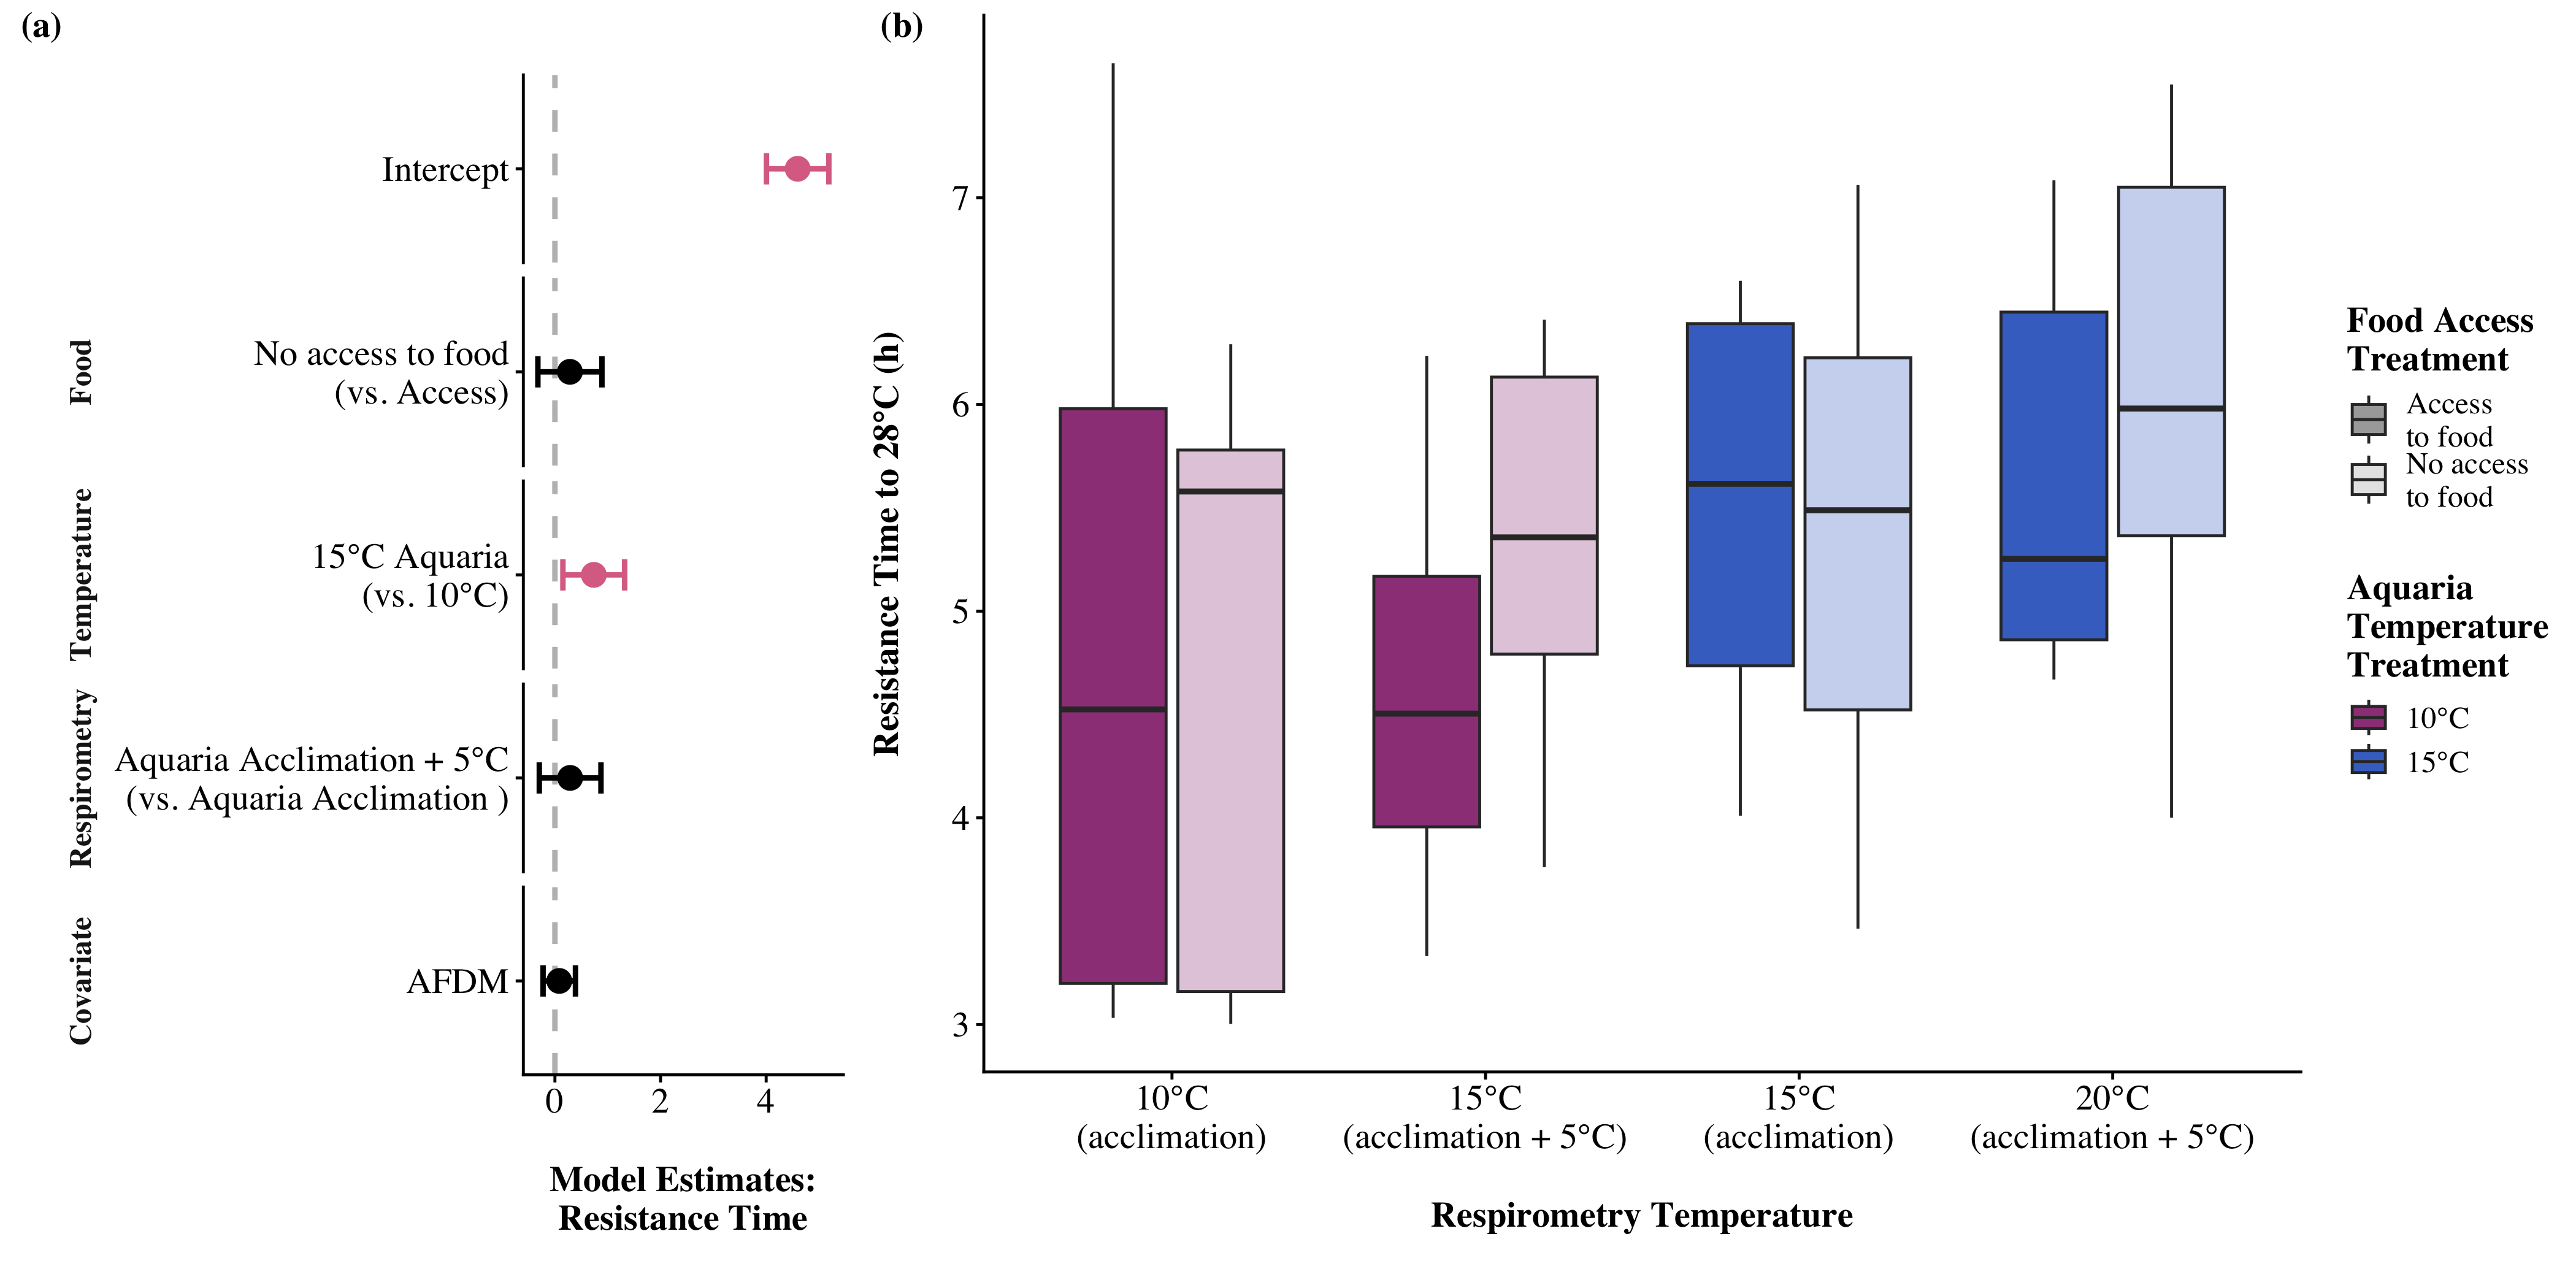 (a)
Intercept
Food
No access to food
(vs. Access)
Temperature
15°C Aquaria
(vs. 10°C)
Respirometry
Aquaria Acclimation + 5°C
(vs. Aquaria Acclimation )
Covariate
AFDM
0 2 4
Model Estimates:
Resistance Time
(b)
Resistance Time to 28°C (h)
7
6
5
4
3
10°C
(acclimation)
15°C
(acclimation + 5°C)
15°C
(acclimation)
20°C
(acclimation + 5°C)
Respirometry Temperature
Food Access
Treatment
Access
to food
No access
to food
Aquaria
Temperature
Treatment
10°C
15°C